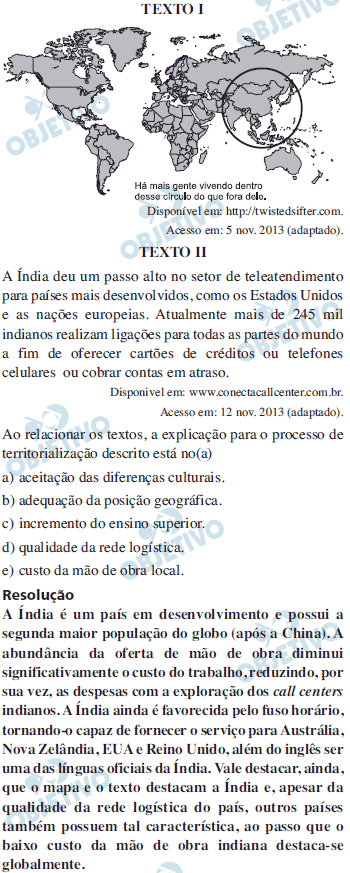 TEXTO I
Há mais gente vivendo dentro
desse círculo do que fora dele.
Disponível em: http://twistedsifter.com.
Acesso em: 5 nov. 2013 (adaptado).
TEXTO II
A Índia deu um passo alto no setor de teleatendimento
para países mais desenvolvidos, como os Estados Unidos
e as nações europeias. Atualmente mais de 245 mil
indianos realizam ligações para todas as partes do mundo
a fim de oferecer cartões de créditos ou telefones
celulares ou cobrar contas em atraso.
Disponivel em: www.conectacallcenter.com.br.
Acesso em: 12 nov. 2013 (adaptado).
Ao relacionar os textos, a explicação para o processo de
territorialização descrito está no(a)
a) aceitação das diferenças culturais.
b) adequação da posição geográfica.
c) incremento do ensino superior.
d) qualidade da rede logística.
e) custo da mão de obra local.
Resolução
A Índia é um país em desenvolvimento e possui a
segunda maior população do globo (após a China). A
abundância da oferta de mão de obra diminui
significativamente o custo do trabalho, reduzindo, por
sua vez, as despesas com a exploração dos call centers
indianos. A Índia ainda é favorecida pelo fuso horário,
tornando-o capaz de fornecer o serviço para Austrália,
Nova Zelândia, EUA e Reino Unido, além do inglês ser
uma das línguas oficiais da Índia. Vale destacar, ainda,
que o mapa e o texto destacam a Índia e, apesar da
qualidade da rede logística do país, outros países
também possuem tal característica, ao passo que o
baixo custo da mão de obra indiana destaca-se
globalmente.
OBJETIVO
OBJETIVO
OBJETIVO
OBJETIVO
OBJETIVO
OBJETIVO
OBJETIVO
OBJETIVO